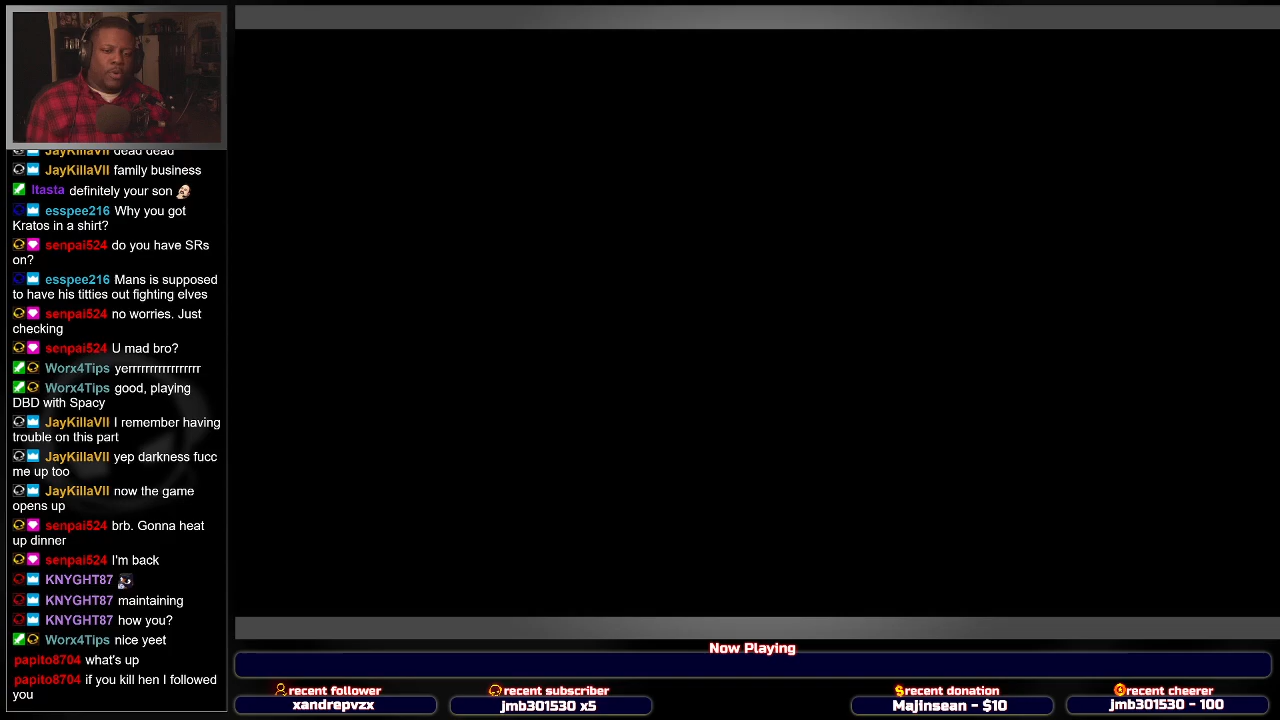 JayKillaVII dead dead
JayKillaVII family business
Itasta definitely your son
esspee216 Why you got
Kratos in a shirt?
senpai524 do you have SRs
on?
esspee216 Mans is supposed
to have his titties out fighting elves
senpai524 no worries. Just
checking
senpai524 U mad bro?
Worx4Tips yerrrrrrrrrrrrrrrrr
Worx4Tips good, playing
DBD with Spacy
JayKillaVII I remember having
trouble on this part
JayKillaVII yep darkness fucc
me up too
JayKillaVII now the game
opens up
senpai524 brb. Gonna heat
up dinner
senpai524 I'm back
KNYGHT87
KNYGHT87 maintaining
KNYGHT87 how you?
Worx4Tips nice yeet
papito8704 what's up
papito8704 if you kill hen I followed
you
Now Playing
recent follower
xandrepvzx
recent subscriber
jmb301530 x5
recent donation
Majinsean - $10
recent cheerer
jmb301530 - 100